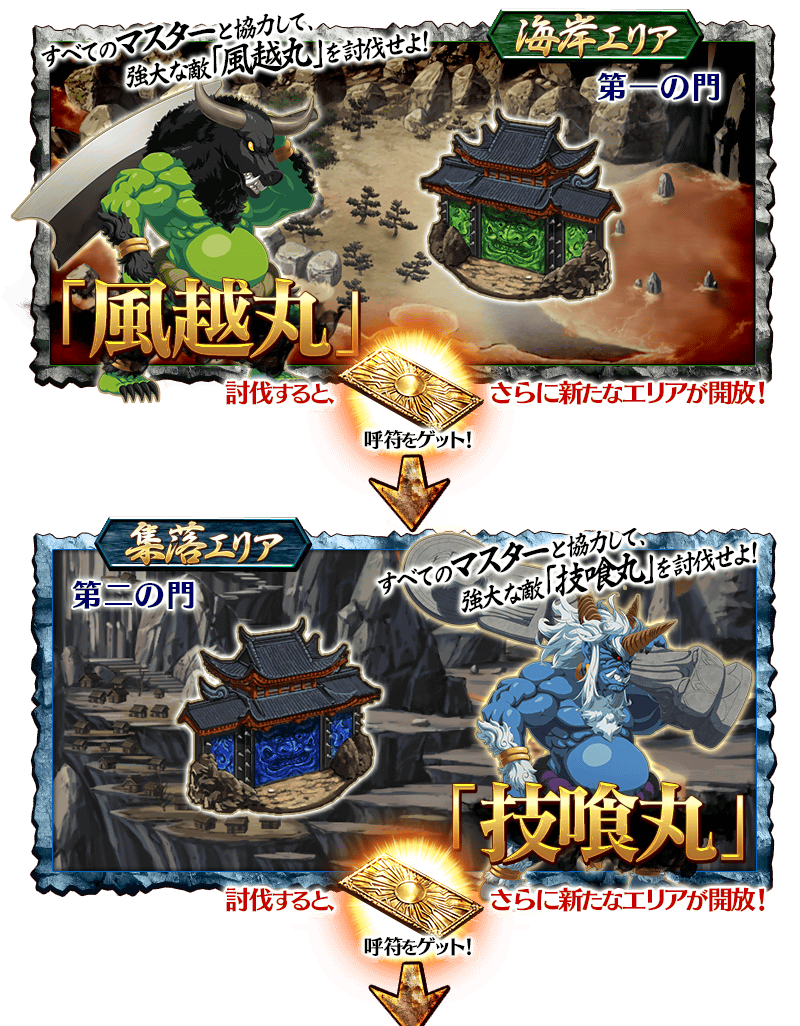 海岸エリア
すべてのマスターと協力して、
強大な敵「風越丸」を討伐せよ!
第一の門
「風越丸」
討伐すると、
さらに新たなエリアが開放!
呼符をゲット!
集落エリア
すべてのマスターと協力して、
強大な敵「技喰丸」を討伐せよ!
第二の門
「技喰丸」
討伐すると、
さらに新たなエリアが開放!
呼符をゲット!